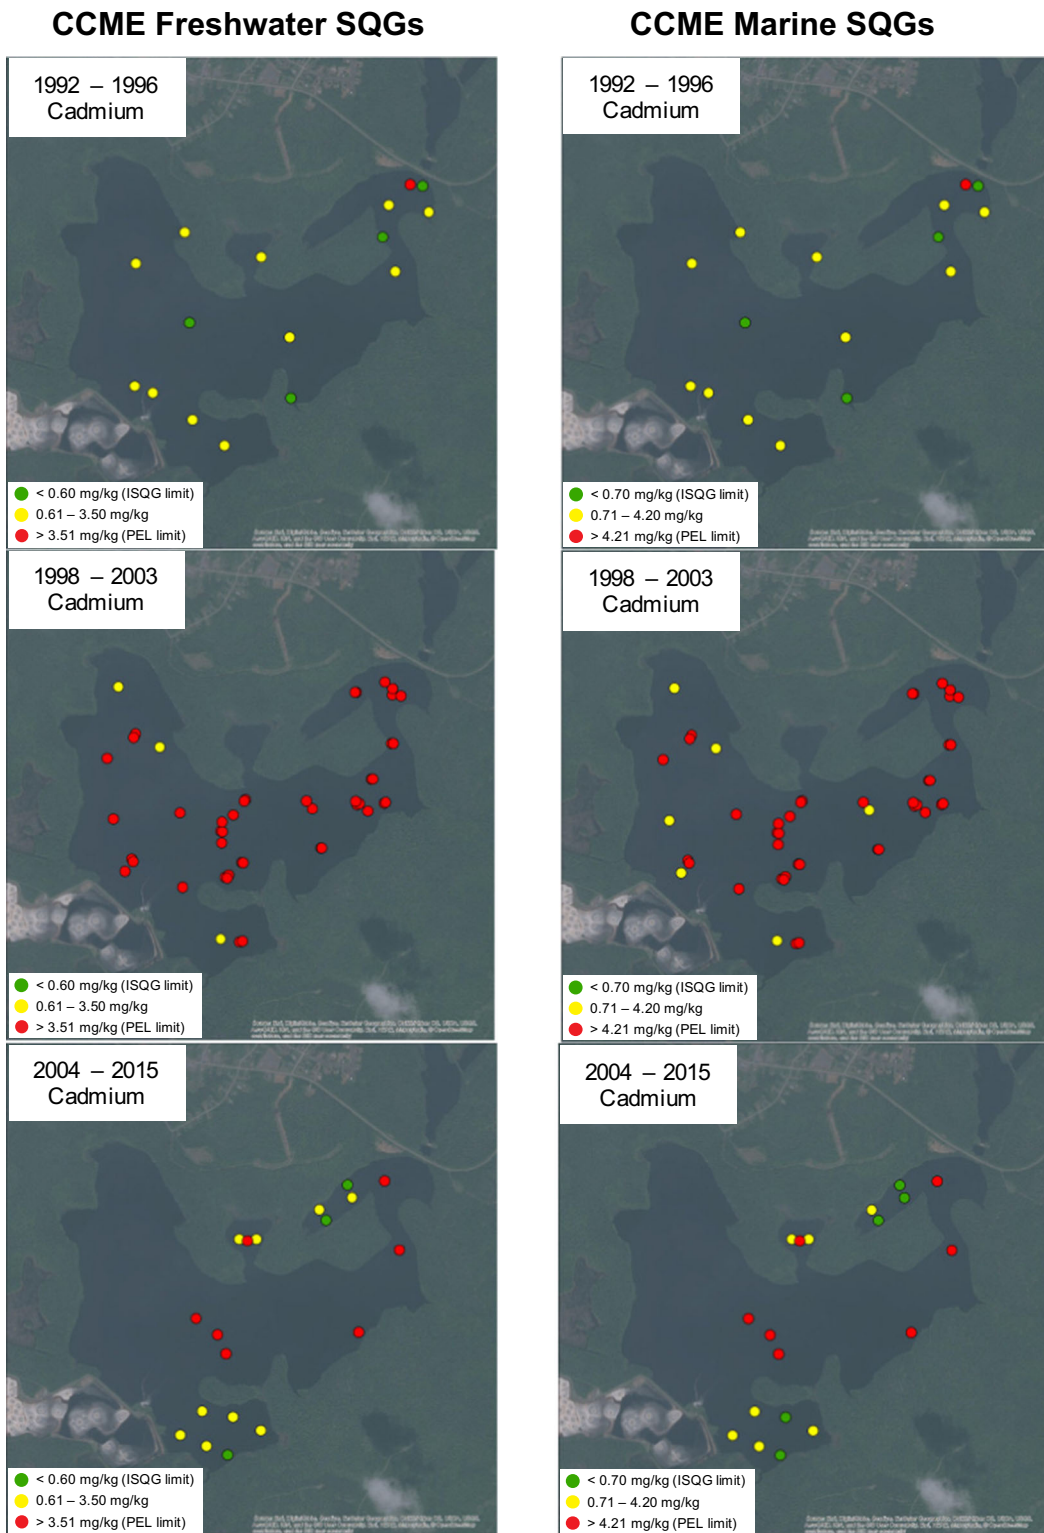 CCME Freshwater SQGs
CCME Marine SQGs
1992 – 1996
Cadmium
< 0.60 mg/kg (ISQG limit)
0.61 – 3.50 mg/kg
> 3.51 mg/kg (PEL limit)
1992 – 1996
Cadmium
< 0.70 mg/kg (ISQG limit)
0.71 – 4.20 mg/kg
> 4.21 mg/kg (PEL limit)
1998 – 2003
Cadmium
< 0.60 mg/kg (ISQG limit)
0.61 – 3.50 mg/kg
> 3.51 mg/kg (PEL limit)
1998 – 2003
Cadmium
< 0.70 mg/kg (ISQG limit)
0.71 – 4.20 mg/kg
> 4.21 mg/kg (PEL limit)
2004 – 2015
Cadmium
< 0.60 mg/kg (ISQG limit)
0.61 – 3.50 mg/kg
> 3.51 mg/kg (PEL limit)
2004 – 2015
Cadmium
< 0.70 mg/kg (ISQG limit)
0.71 – 4.20 mg/kg
> 4.21 mg/kg (PEL limit)